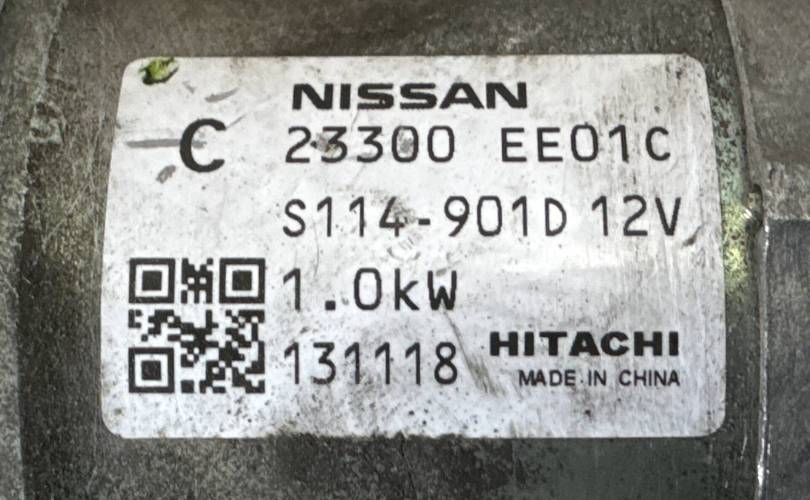 NISSAN
C 23300 EE01C
S114-901D 12V
1.0kW
131118 HITACHI
MADE IN CHINA